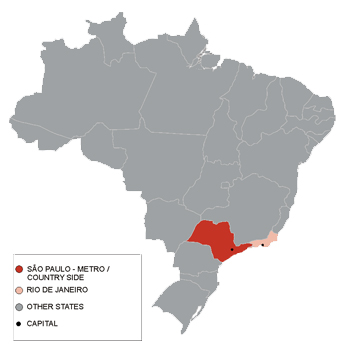 SÃO PAULO - METRO /
COUNTRY SIDE
RIO DE JANEIRO
OTHER STATES
CAPITAL